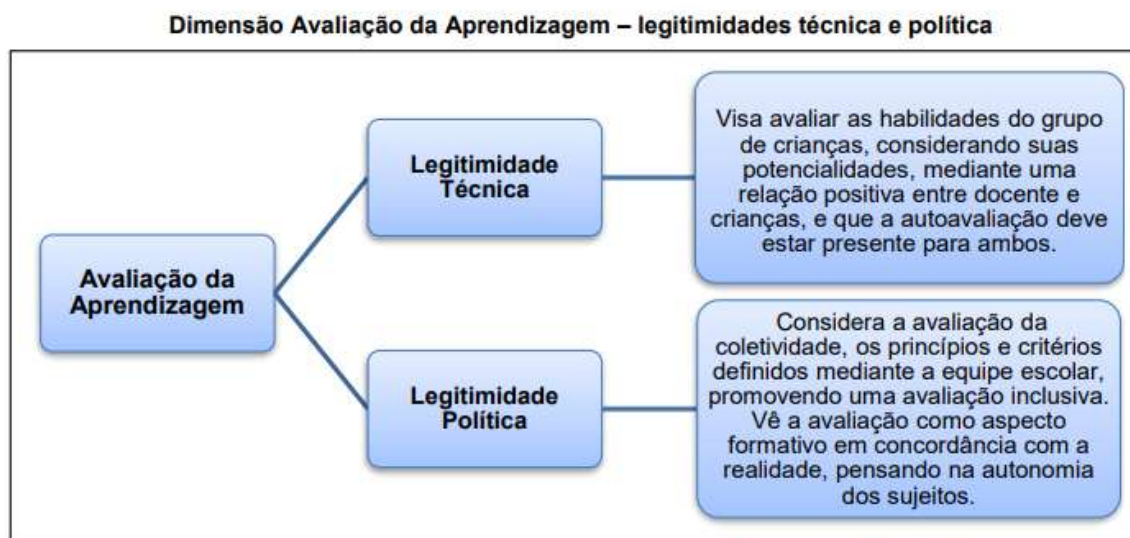 Dimensão Avaliação da Aprendizagem – legitimidades técnica e política
Avaliação da
Aprendizagem
Legitimidade
Técnica
Visa avaliar as habilidades do grupo
de crianças, considerando suas
potencialidades, mediante uma
relação positiva entre docente e
crianças, e que a autoavaliação deve
estar presente para ambos.
Legitimidade
Política
Considera a avaliação da
coletividade, os princípios e critérios
definidos mediante a equipe escolar,
promovendo uma avaliação inclusiva.
Vê a avaliação como aspecto
formativo em concordância com a
realidade, pensando na autonomia
dos sujeitos.